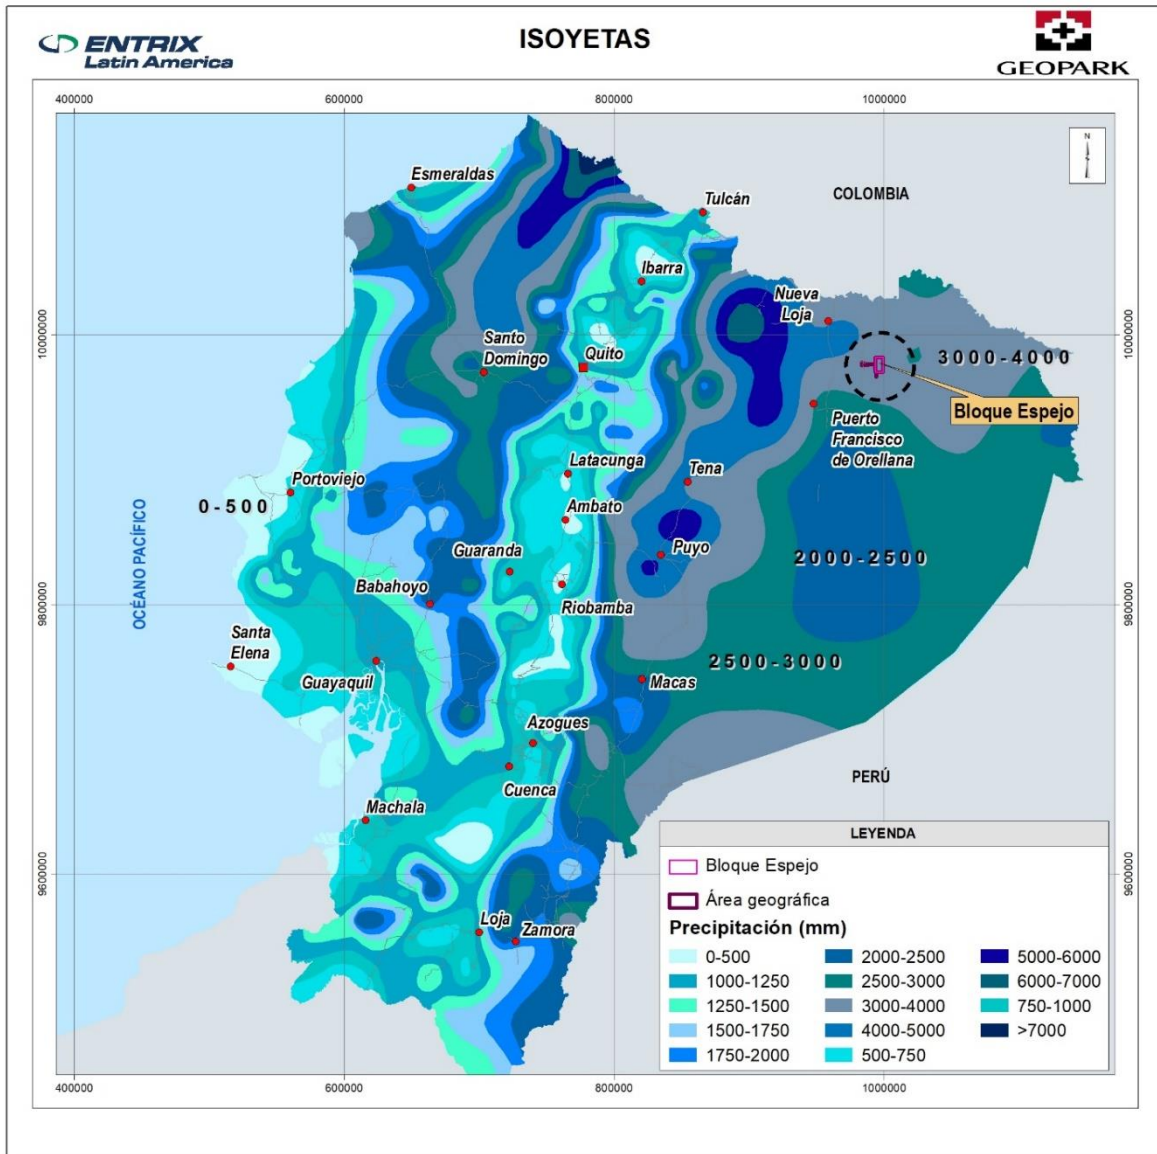 ENTRIX
Latin America
ISOYETAS
GEOPARK
400000
600000
800000
1000000
N
Esmeraldas
Tulcán
COLOMBIA
Ibarra
Nueva
Loja
10000000
10000000
Santo
Domingo
Quito
3000-4000
Bloque Espejo
Puerto
Francisco
de Orellana
Latacunga
Tena
Portoviejo
0-500
Ambato
OCÉANO PACÍFICO
Guaranda
Puyo
2000-2500
Babahoyo
Riobamba
9800000
9800000
Santa
Elena
2500-3000
Guayaquil
Macas
Azogues
Cuenca
PERÚ
Machala
LEYENDA
Bloque Espejo
9600000
9600000
Área geográfica
Loja
Zamora
Precipitación (mm)
0-500
2000-2500
5000-6000
1000-1250
2500-3000
6000-7000
1250-1500
3000-4000
750-1000
1500-1750
4000-5000
>7000
1750-2000
500-750
400000
600000
800000
1000000